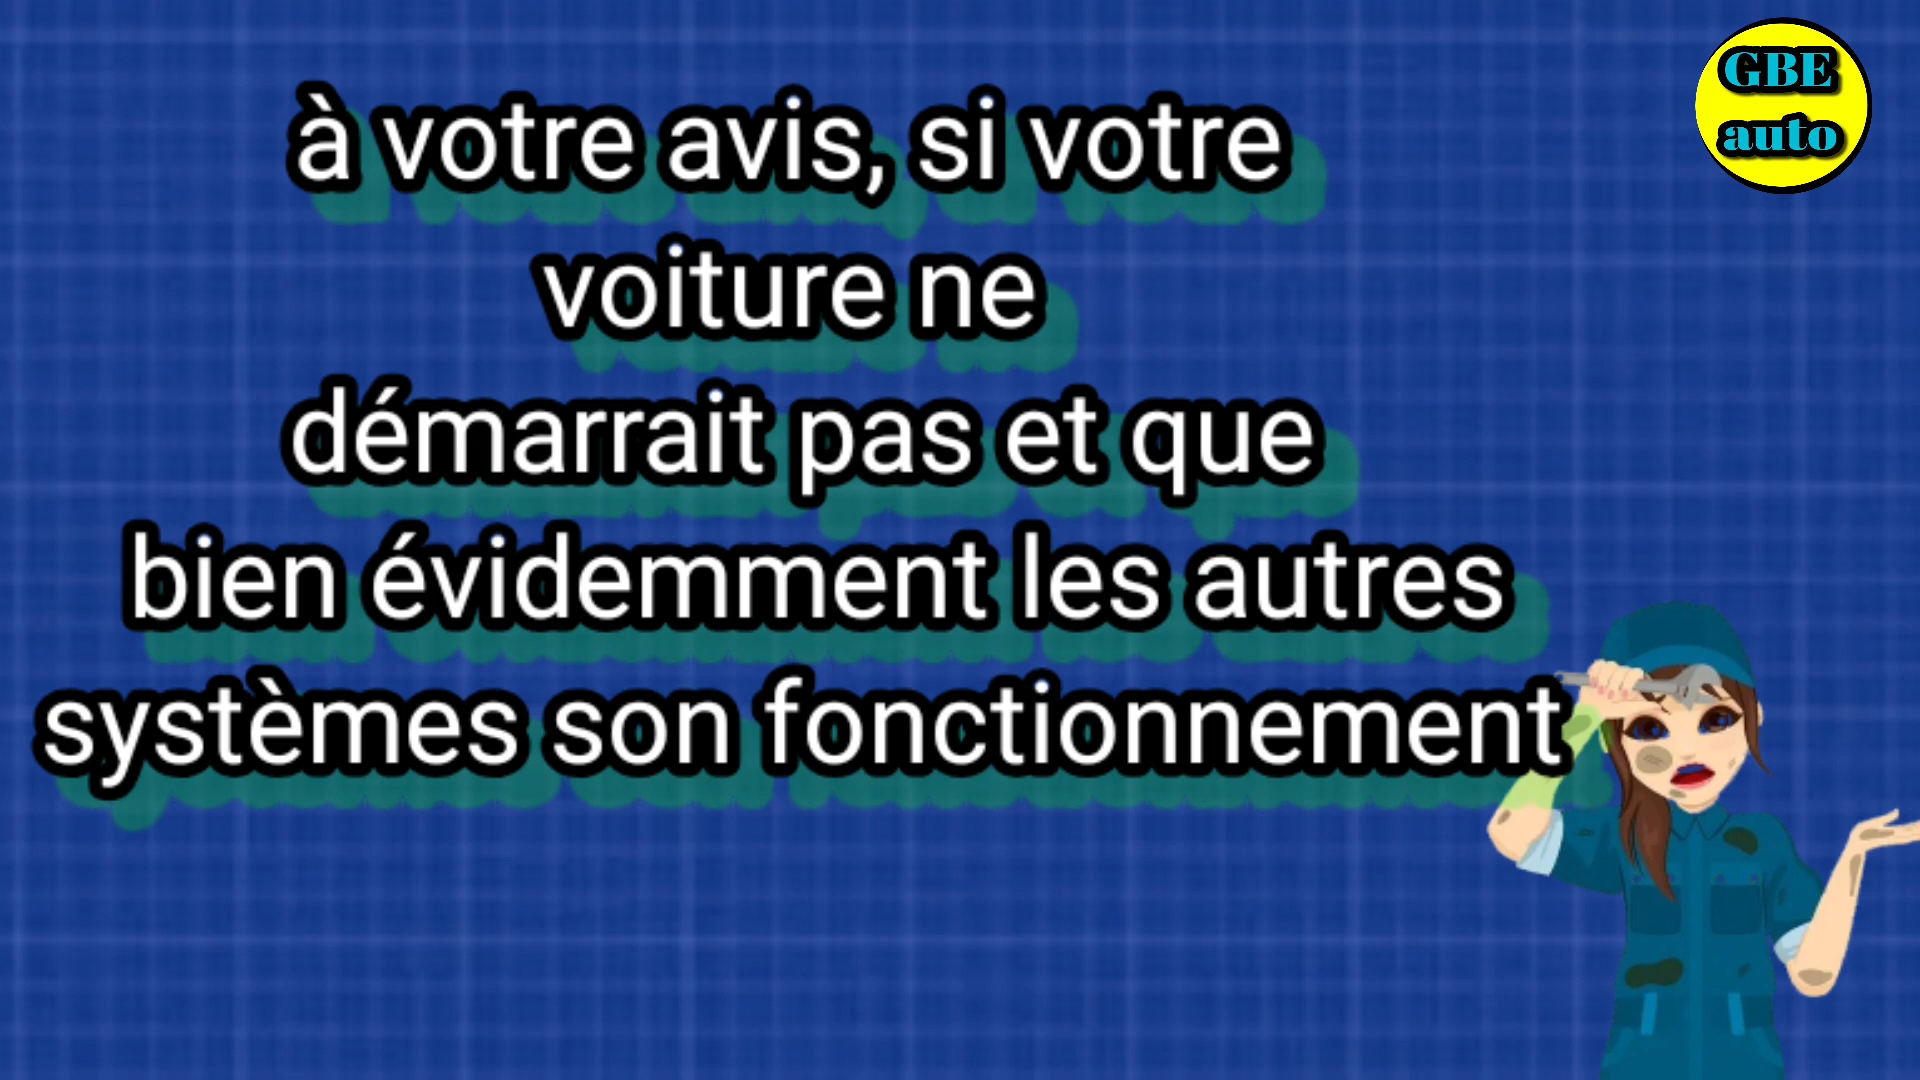 GBE
auto
à votre avis, si votre
voiture ne
démarrait pas et que
bien évidemment les autres
systèmes son fonctionnement